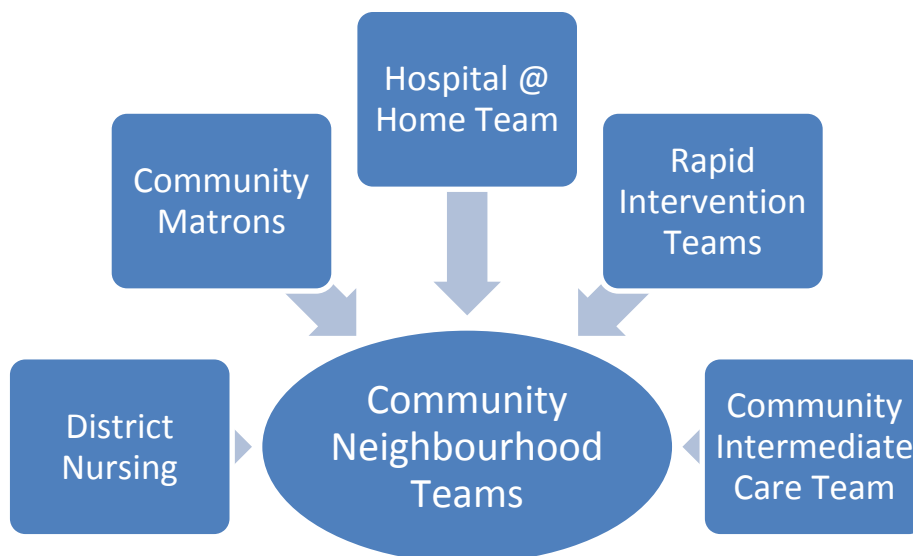 Hospital @
Home Team
Community
Matrons
Rapid
Intervention
Teams
District
Nursing
Community
Neighbourhood
Teams
Community
Intermediate
Care Team